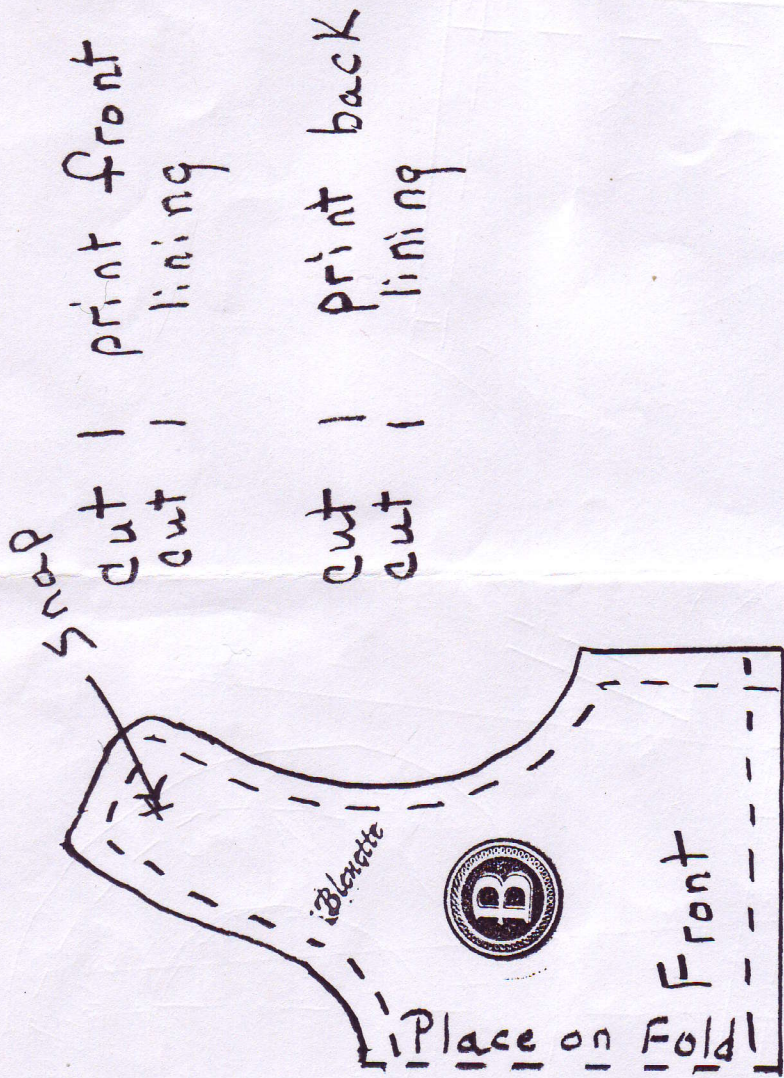 snap
cut 1 print front
cut 1 lining
cut 1 print back
cut 1 lining
Bleuette
B
Front
Place on Fold